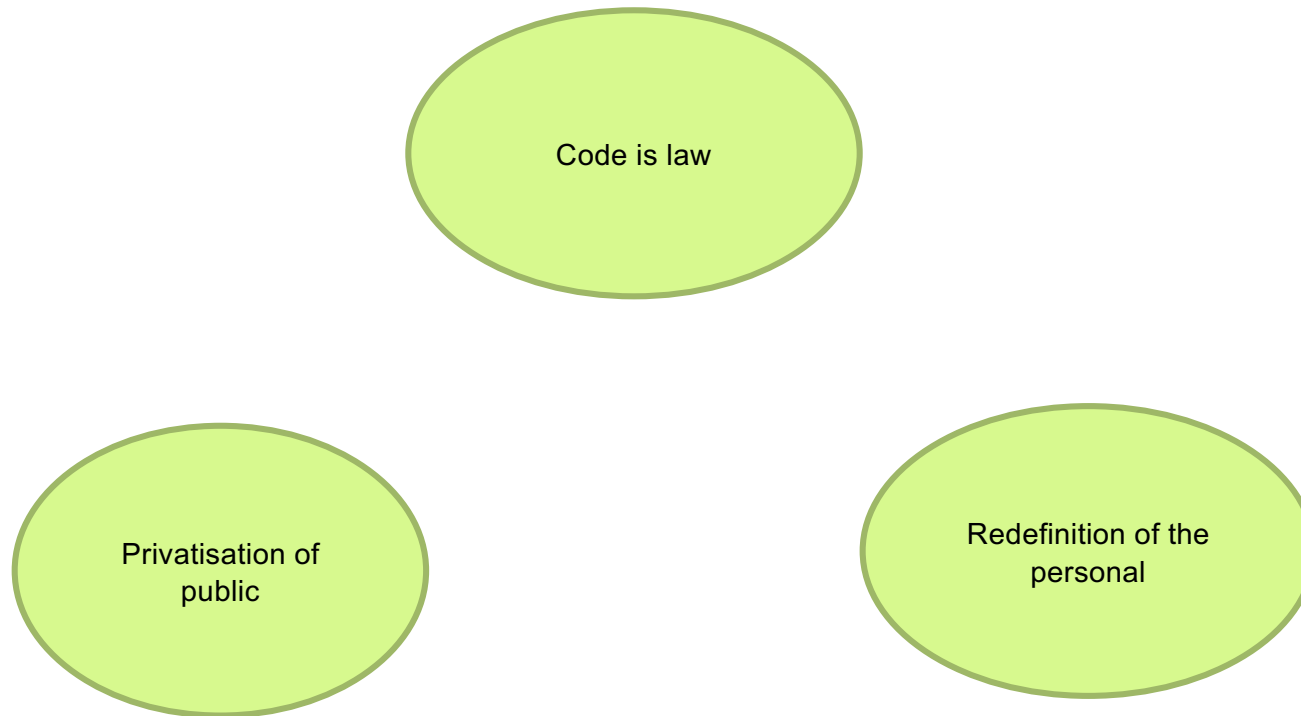 Code is law
Privatisation of
public
Redefinition of the
personal